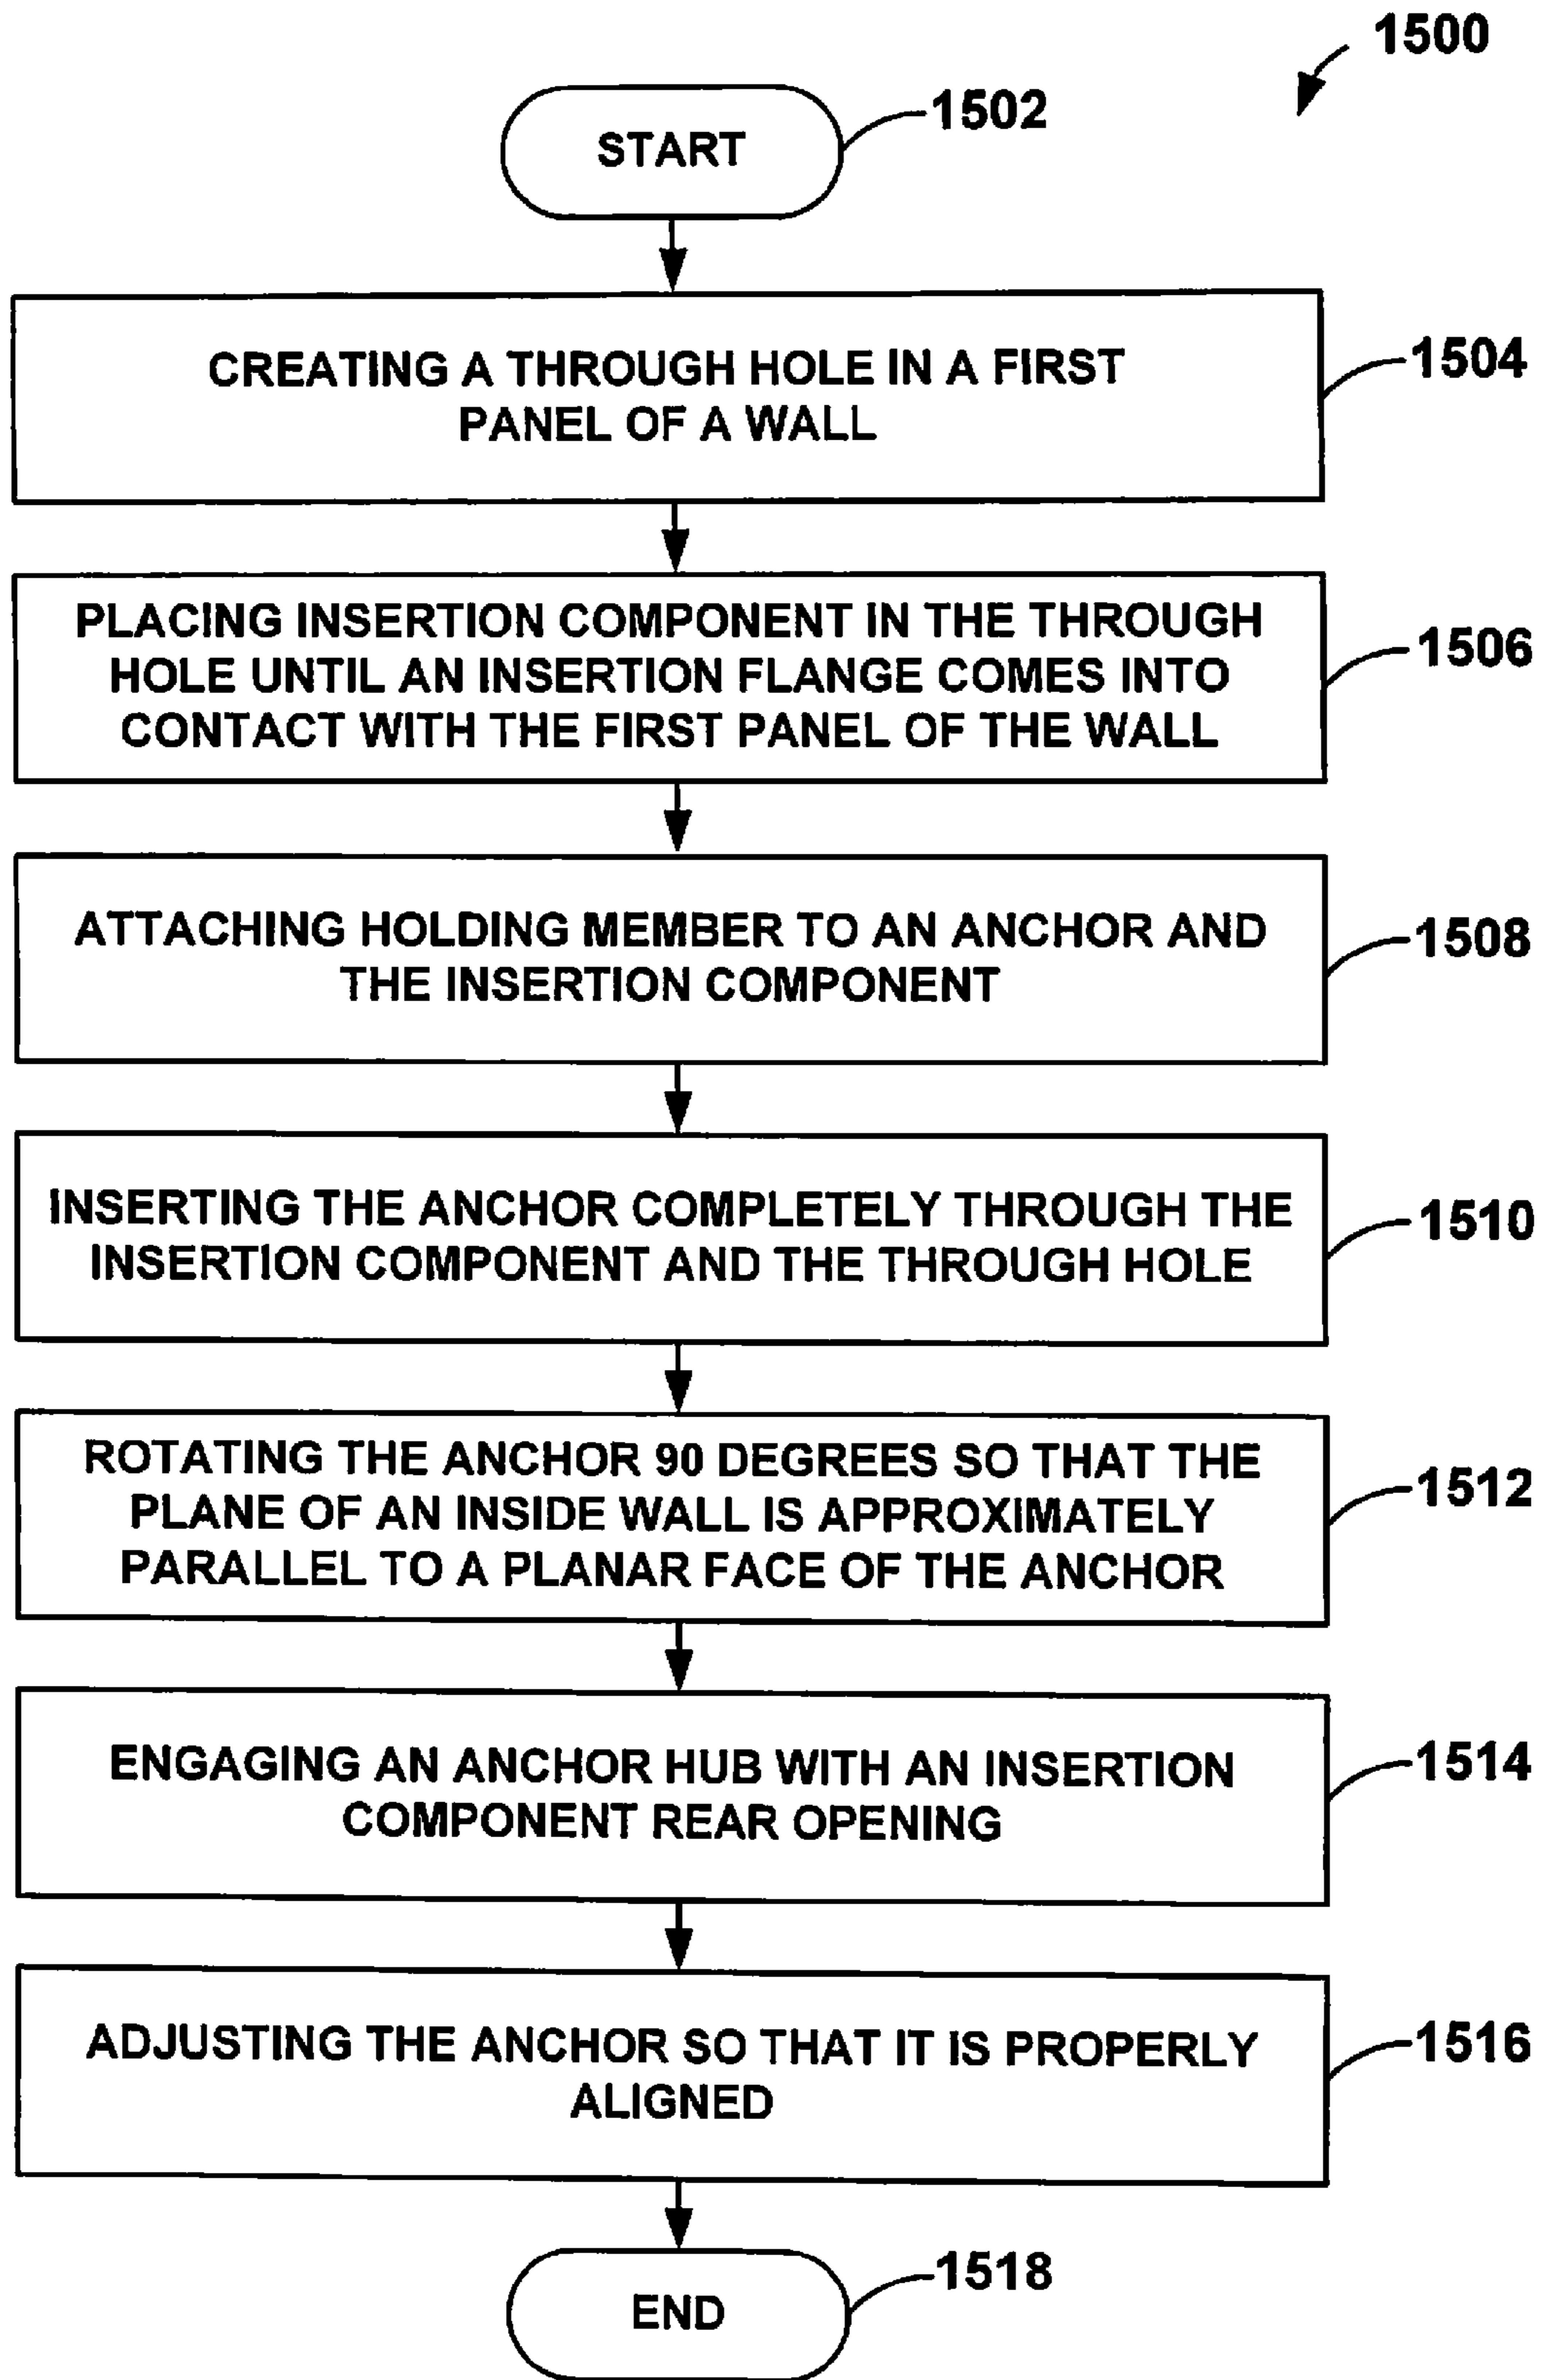 1500
START
1502
CREATING A THROUGH HOLE IN A FIRST
PANEL OF A WALL
1504
PLACING INSERTION COMPONENT IN THE THROUGH
HOLE UNTIL AN INSERTION FLANGE COMES INTO
CONTACT WITH THE FIRST PANEL OF THE WALL
1506
ATTACHING HOLDING MEMBER TO AN ANCHOR AND
THE INSERTION COMPONENT
1508
INSERTING THE ANCHOR COMPLETELY THROUGH THE
INSERTION COMPONENT AND THE THROUGH HOLE
1510
ROTATING THE ANCHOR 90 DEGREES SO THAT THE
PLANE OF AN INSIDE WALL IS APPROXIMATELY
PARALLEL TO A PLANAR FACE OF THE ANCHOR
1512
ENGAGING AN ANCHOR HUB WITH AN INSERTION
COMPONENT REAR OPENING
1514
ADJUSTING THE ANCHOR SO THAT IT IS PROPERLY
ALIGNED
1516
END
1518